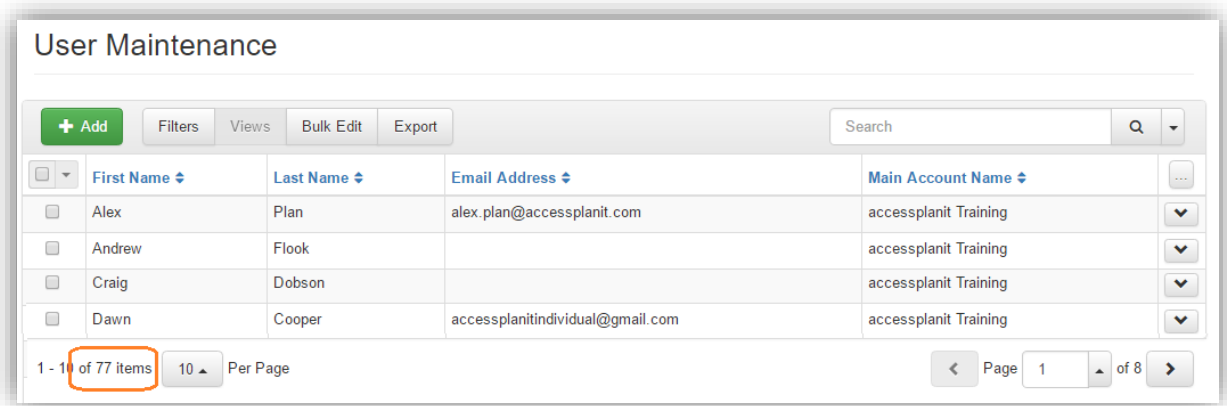 User Maintenance
Add Filters Views Bulk Edit Export Search
First Name Last Name Email Address Main Account Name ...
Alex Plan alex.plan@accessplanit.com accessplanit Training
Andrew Flook accessplanit Training
Craig Dobson accessplanit Training
Dawn Cooper accessplanitindividual@gmail.com accessplanit Training
1 - 10 of 77 items 10 Per Page Page 1 of 8